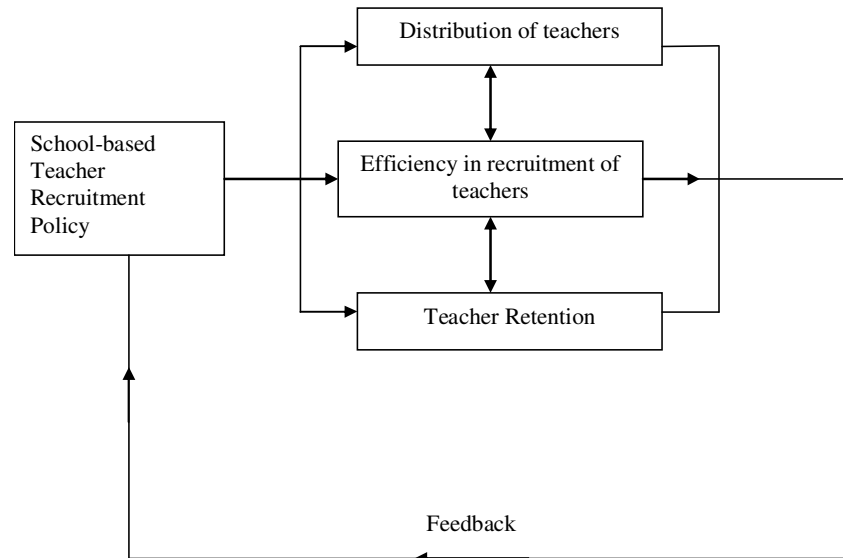 Distribution of teachers
School-based
Teacher
Recruitment
Policy
Efficiency in recruitment of
teachers
Teacher Retention
Feedback